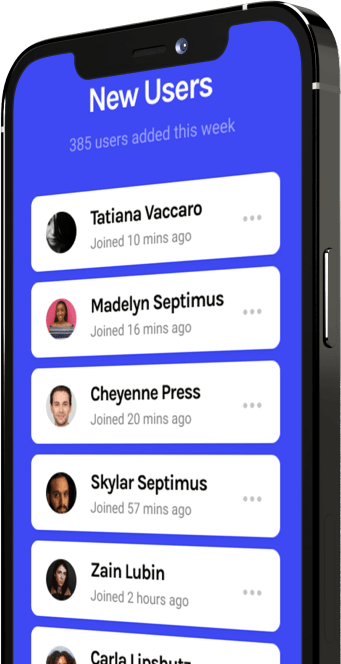 New Users
385 users added this week
Tatiana Vaccaro
Joined 10 mins ago
Madelyn Septimus
Joined 16 mins ago
Cheyenne Press
Joined 20 mins ago
Skylar Septimus
Joined 57 mins ago
Zain Lubin
Joined 2 hours ago
Carla Lipshutz